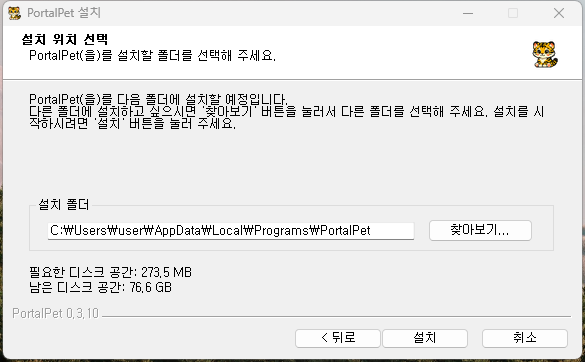 PortalPet 설치
설치 위치 선택
PortalPet(을)를 설치할 폴더를 선택해 주세요.
PortalPet(을)를 다음 폴더에 설치할 예정입니다.
다른 폴더에 설치하고 싶으시면 '찾아보기' 버튼을 눌러서 다른 폴더를 선택해 주세요. 설치를 시
작하시려면 '설치' 버튼을 눌러 주세요.
설치 폴더
C:₩Users₩user₩AppData₩Local₩Programs₩PortalPet
찾아보기...
필요한 디스크 공간: 273.5 MB
남은 디스크 공간: 76.6 GB
PortalPet 0.3.10
< 뒤로
설치
취소